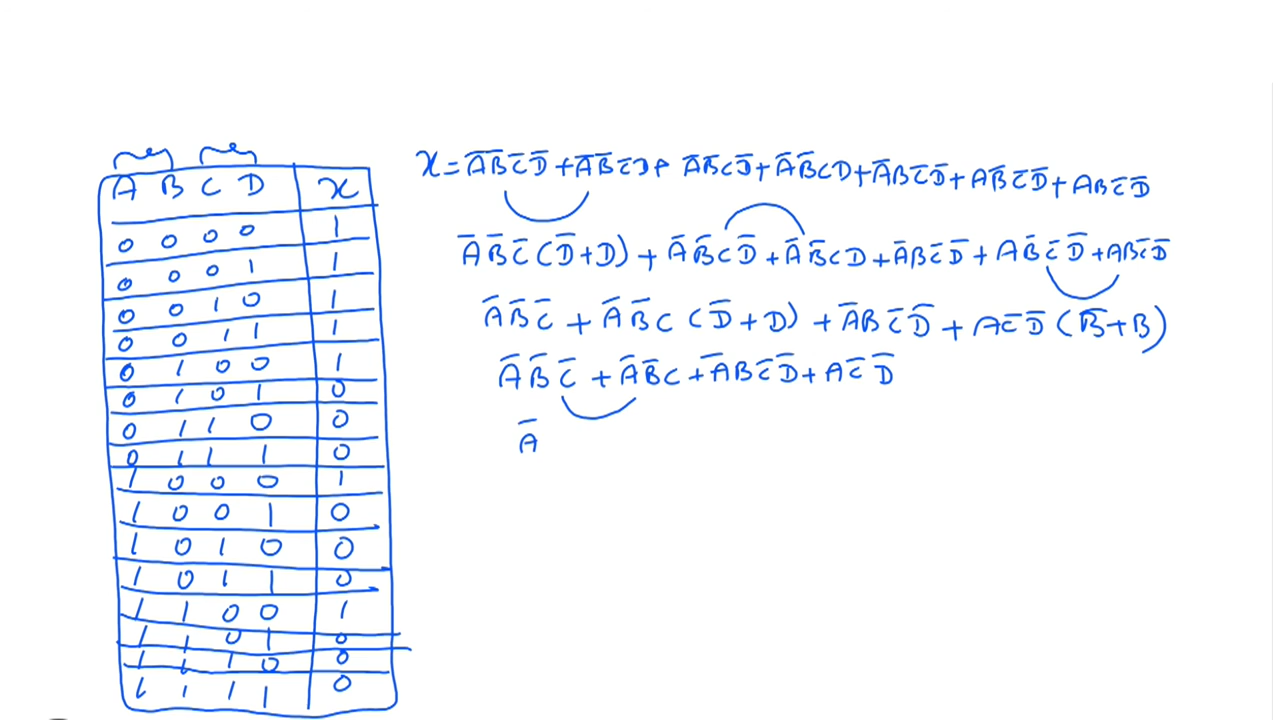 A B C D x
0 0 0 0 1
0 0 0 1 1
0 0 1 0 1
0 0 1 1 1
0 1 0 0 1
0 1 0 1 0
0 1 1 0 0
0 1 1 1 0
1 0 0 0 1
1 0 0 1 0
1 0 1 0 0
1 0 1 1 0
1 1 0 0 1
1 1 0 1 0
1 1 1 0 0
1 1 1 1 0
x = A̅B̅C̅D̅ + A̅B̅C̅D + A̅B̅CD̅ + A̅B̅CD + A̅BC̅D̅ + AB̅C̅D̅ + ABC̅D̅
A̅B̅C̅(D̅+D) + A̅B̅CD̅ + A̅B̅CD + A̅BC̅D̅ + AB̅C̅D̅ + ABC̅D̅
A̅B̅C̅ + A̅B̅C(D̅+D) + A̅BC̅D̅ + AC̅D̅(B̅+B)
A̅B̅C̅ + A̅B̅C + A̅BC̅D̅ + AC̅D̅
A̅